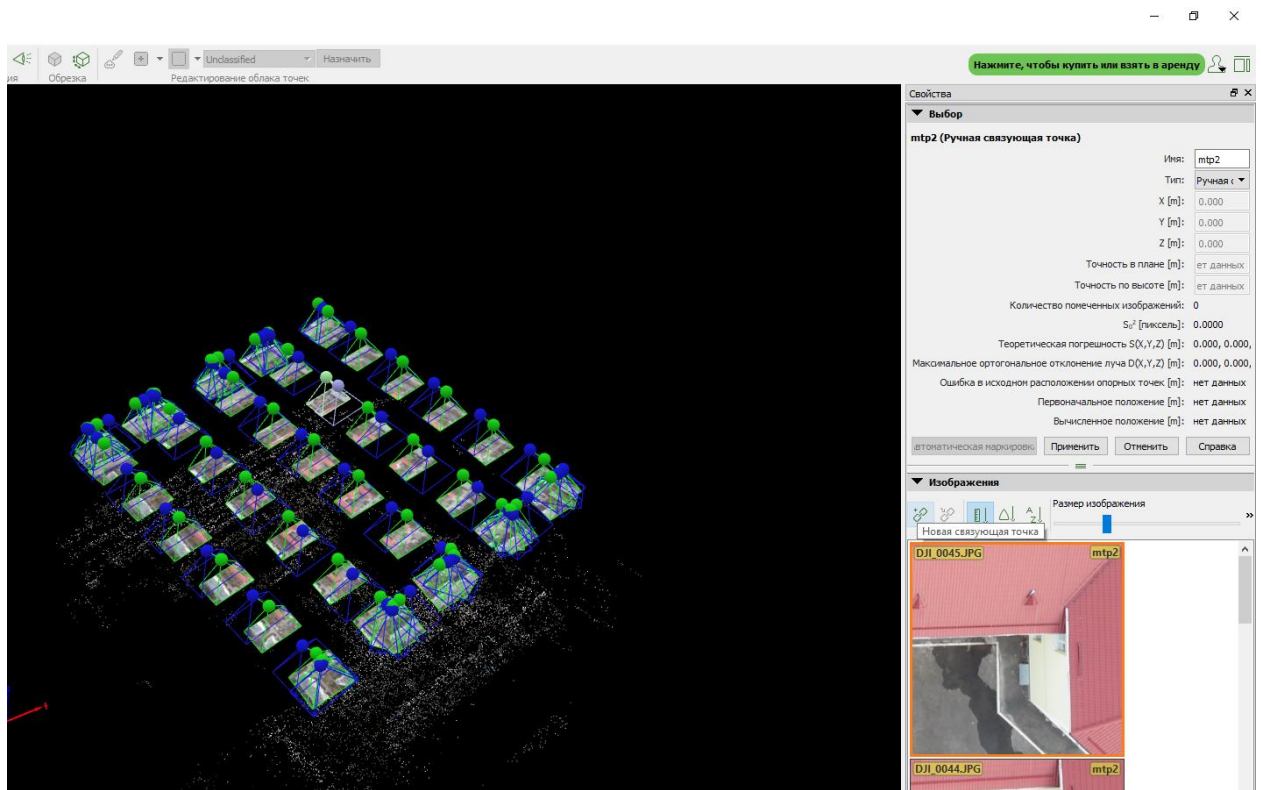 Unclassified
Назначить
ия
Обрезка
Редактирование облака точек
Нажмите, чтобы купить или взять в аренду
Свойства
Выбор
mtp2 (Ручная связующая точка)
Имя: mtp2
Тип: Ручная с
X [m]: 0.000
Y [m]: 0.000
Z [m]: 0.000
Точность в плане [m]: ет данных
Точность по высоте [m]: ет данных
Количество помеченных изображений: 0
S₀² [пиксель]: 0.0000
Теоретическая погрешность S(X,Y,Z) [m]: 0.000, 0.000,
Максимальное ортогональное отклонение луча D(X,Y,Z) [m]: 0.000, 0.000,
Ошибка в исходном расположении опорных точек [m]: нет данных
Первоначальное положение [m]: нет данных
Вычисленное положение [m]: нет данных
втоматическая маркировка Применить Отменить Справка
Изображения
Размер изображения
Новая связующая точка
DJI_0045.JPG mtp2
DJI_0044.JPG mtp2